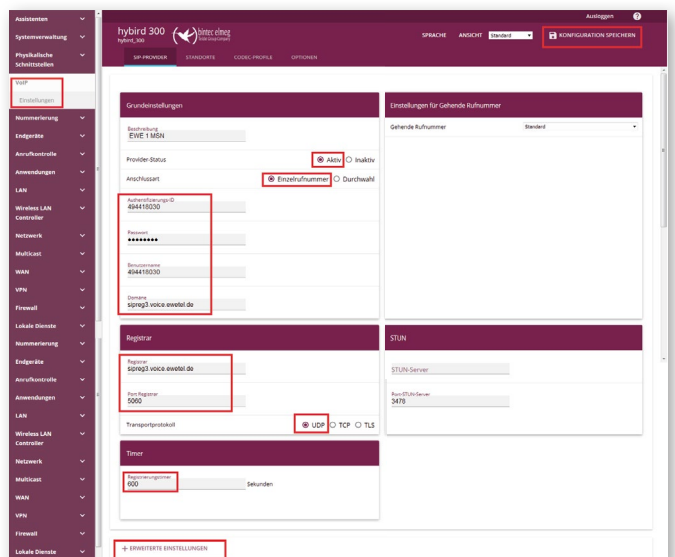 Ausloggen
Assistenten
Systemverwaltung
Physikalische
Schnittstellen
VoIP
Einstellungen
Nummerierung
Endgeräte
Anrufkontrolle
Anwendungen
LAN
Wireless LAN
Controller
Netzwerk
Multicast
WAN
VPN
Firewall
Lokale Dienste
Nummerierung
Endgeräte
Anrufkontrolle
Anwendungen
LAN
Wireless LAN
Controller
Netzwerk
Multicast
WAN
VPN
Firewall
Lokale Dienste
hybird 300
hybird_300
bintec elmeg
SPRACHE ANSICHT Standard KONFIGURATION SPEICHERN
SIP-PROVIDER STANDORTE CODEC-PROFILE OPTIONEN
Grundeinstellungen
Beschreibung
EWE 1 MSN
Provider-Status Aktiv Inaktiv
Anschlussart Einzelrufnummer Durchwahl
Authentifizierungs-ID
494418030
Passwort
••••••••
Benutzername
494418030
Domäne
sipreg3.voice.ewetel.de
Einstellungen für Gehende Rufnummer
Gehende Rufnummer Standard
Registrar
Registrar
sipreg3.voice.ewetel.de
Port Registrar
5060
Transportprotokoll UDP TCP TLS
STUN
STUN-Server
Port STUN-Server
3478
Timer
Registrierungstimer
600 Sekunden
+ ERWEITERTE EINSTELLUNGEN